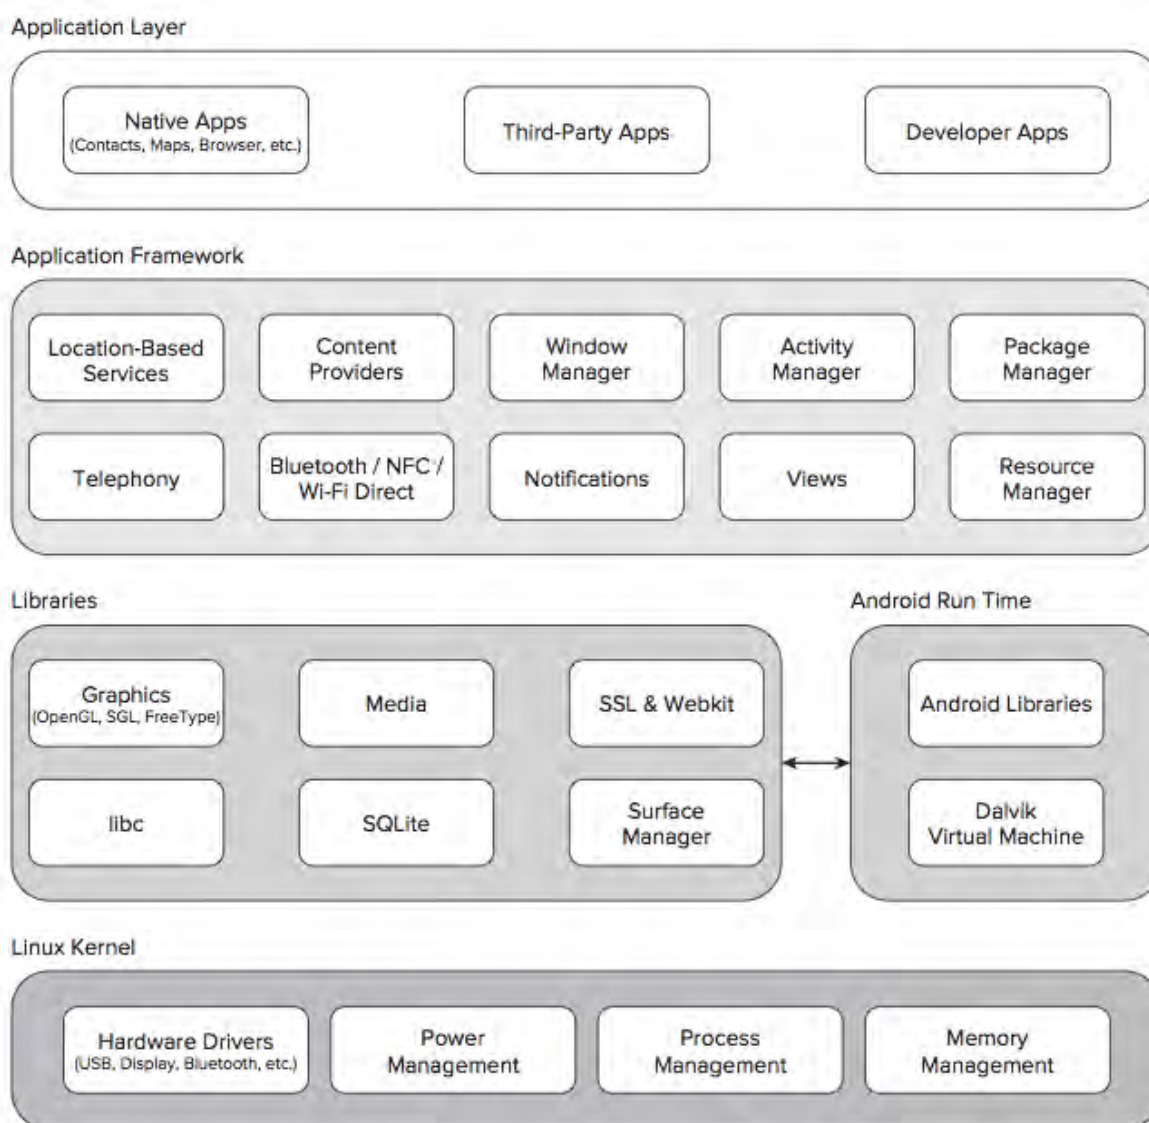 Application Layer
Native Apps
(Contacts, Maps, Browser, etc.)
Third-Party Apps
Developer Apps
Application Framework
Location-Based
Services
Content
Providers
Window
Manager
Activity
Manager
Package
Manager
Telephony
Bluetooth / NFC /
Wi-Fi Direct
Notifications
Views
Resource
Manager
Libraries
Graphics
(OpenGL, SGL, FreeType)
Media
SSL & Webkit
libc
SQLite
Surface
Manager
Android Run Time
Android Libraries
Dalvik
Virtual Machine
Linux Kernel
Hardware Drivers
(USB, Display, Bluetooth, etc.)
Power
Management
Process
Management
Memory
Management